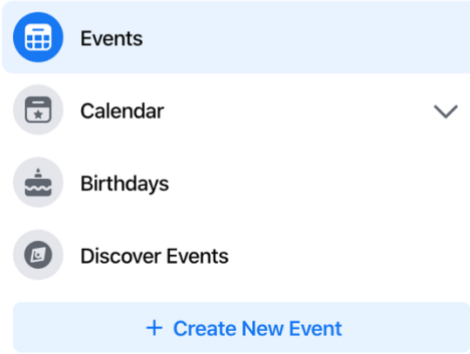 Events
Calendar
Birthdays
Discover Events
+ Create New Event